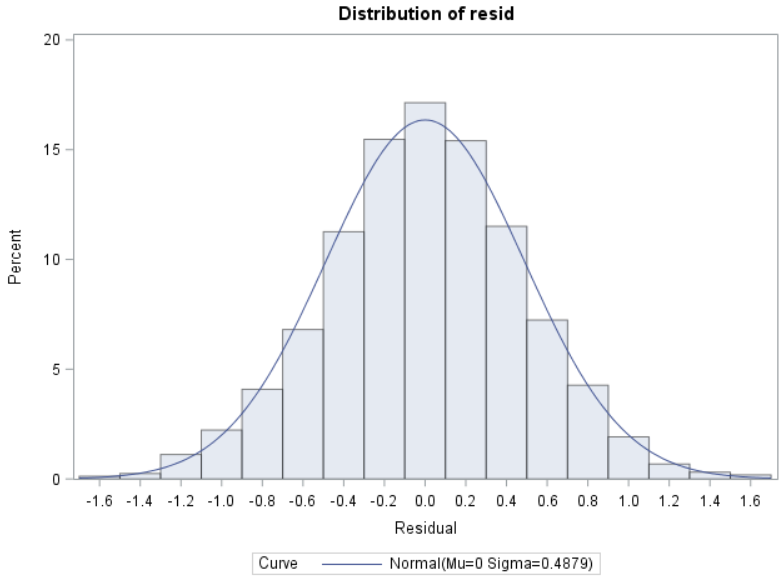 Distribution of resid
20
15
10
5
0
Percent
-1.6 -1.4 -1.2 -1.0 -0.8 -0.6 -0.4 -0.2 0.0 0.2 0.4 0.6 0.8 1.0 1.2 1.4 1.6
Residual
Curve Normal(Mu=0 Sigma=0.4879)